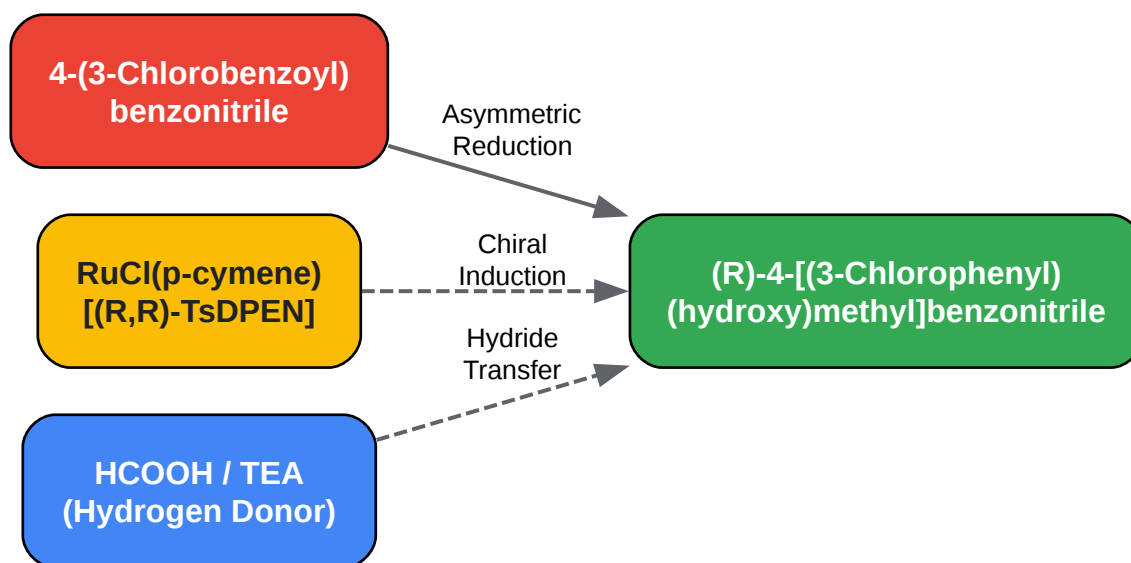 4-(3-Chlorobenzoyl)
benzonitrile
Asymmetric
Reduction
RuCl(p-cymene)
[(R,R)-TsDPEN]
Chiral
Induction
(R)-4-[(3-Chlorophenyl)
(hydroxy)methyl]benzonitrile
Hydride
Transfer
HCOOH / TEA
(Hydrogen Donor)